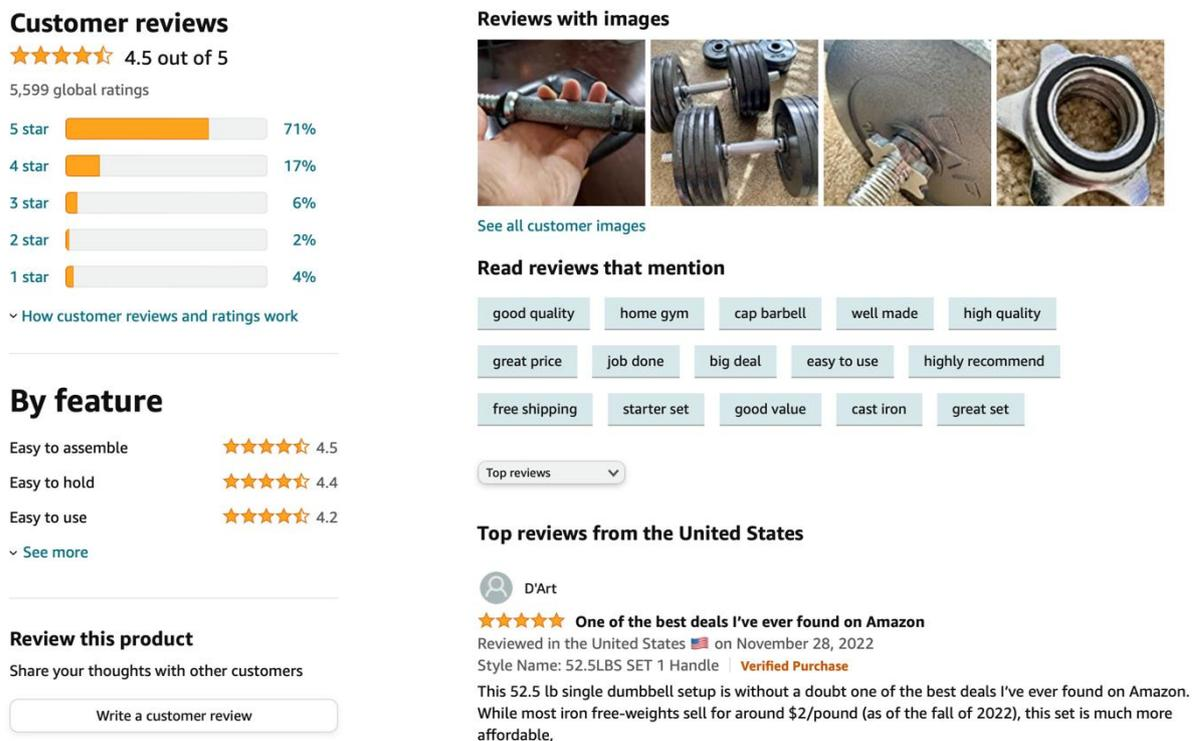 Customer reviews
4.5 out of 5
5,599 global ratings
5 star 71%
4 star 17%
3 star 6%
2 star 2%
1 star 4%
How customer reviews and ratings work
By feature
Easy to assemble 4.5
Easy to hold 4.4
Easy to use 4.2
See more
Review this product
Share your thoughts with other customers
Write a customer review
Reviews with images
See all customer images
Read reviews that mention
good quality home gym cap barbell well made high quality
great price job done big deal easy to use highly recommend
free shipping starter set good value cast iron great set
Top reviews
Top reviews from the United States
D'Art
One of the best deals I've ever found on Amazon
Reviewed in the United States on November 28, 2022
Style Name: 52.5LBS SET 1 Handle Verified Purchase
This 52.5 lb single dumbbell setup is without a doubt one of the best deals I've ever found on Amazon.
While most iron free-weights sell for around $2/pound (as of the fall of 2022), this set is much more
affordable,